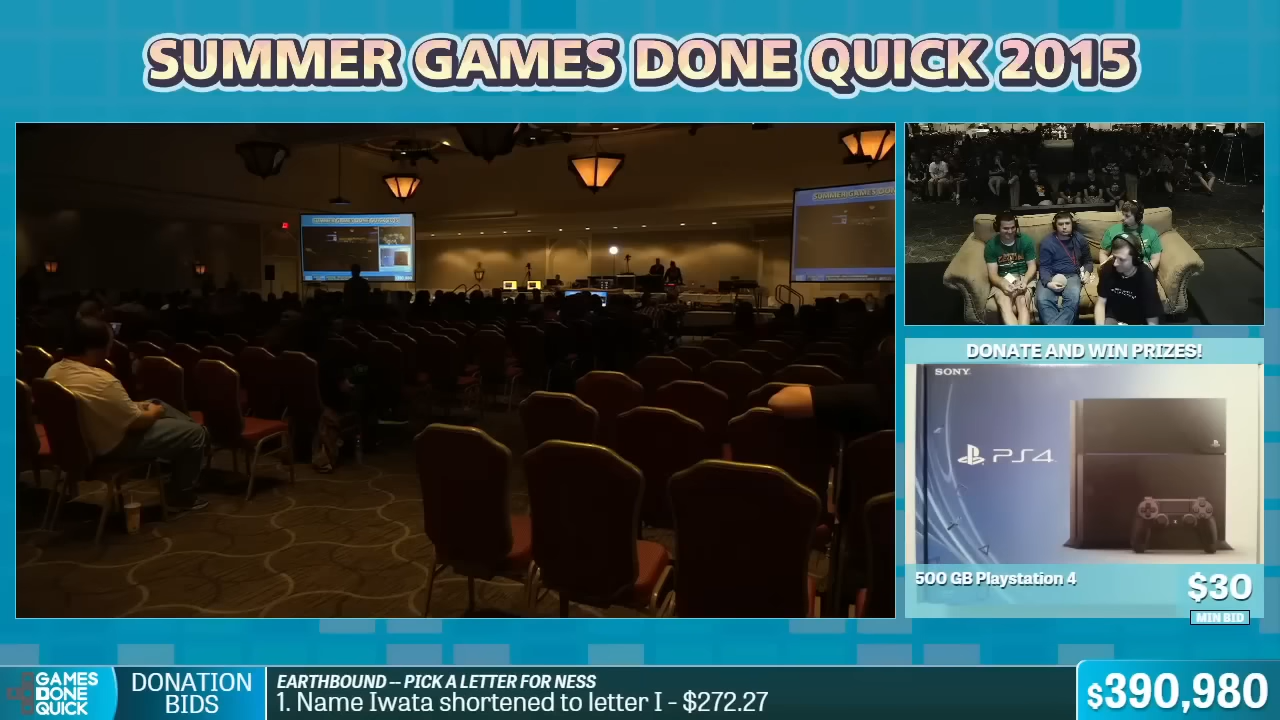 SUMMER GAMES DONE QUICK 2015
DONATE AND WIN PRIZES!
SONY
PS4
500 GB Playstation 4
$30
MIN BID
GAMES
DONE
QUICK
DONATION
BIDS
EARTHBOUND -- PICK A LETTER FOR NESS
1. Name Iwata shortened to letter I - $272.27
$390,980